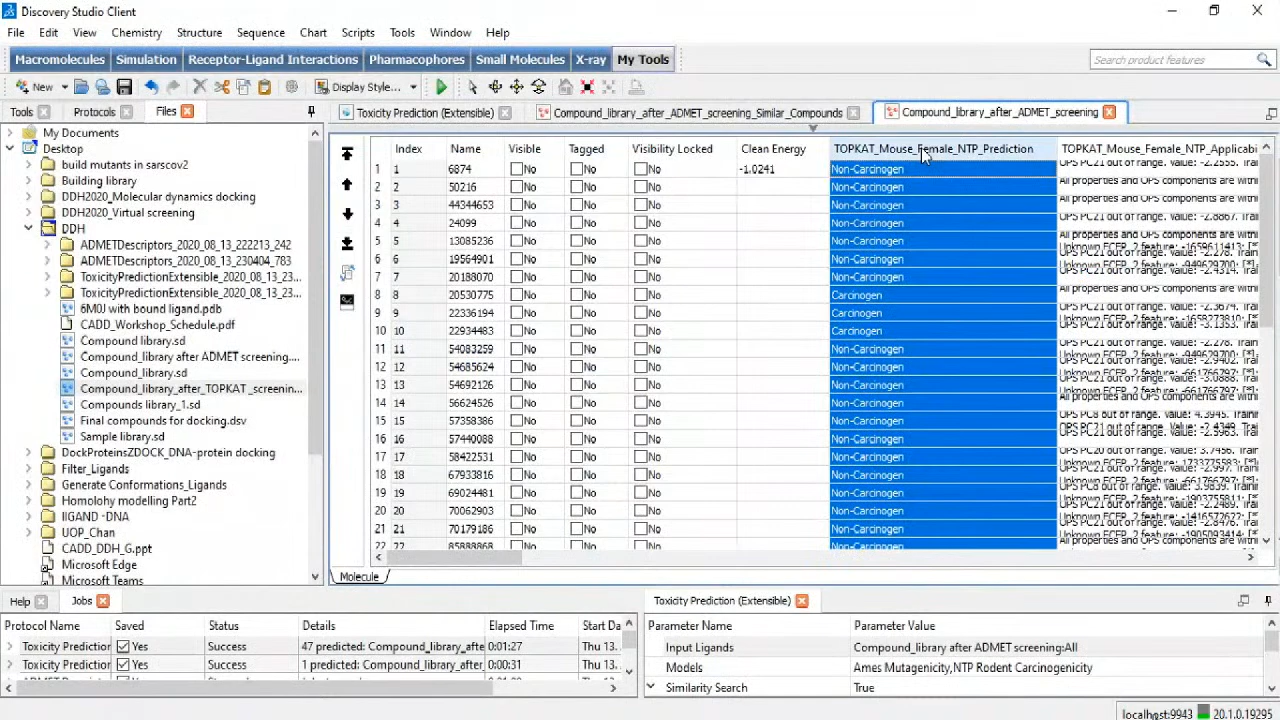 Discovery Studio Client
File Edit View Chemistry Structure Sequence Chart Scripts Tools Window Help
Macromolecules Simulation Receptor-Ligand Interactions Pharmacophores Small Molecules X-ray My Tools Search product features
New Display Style...
Tools Protocols Files Toxicity Prediction (Extensible) Compound_library_after_ADMET_screening_Similar_Compounds Compound_library_after_ADMET_screening
My Documents
Desktop
build mutants in sarscov2
Building library
DDH2020_Molecular dynamics docking
DDH2020_Virtual screening
DDH
ADMETDescriptors_2020_08_13_222213_242
ADMETDescriptors_2020_08_13_230404_783
ToxicityPredictionExtensible_2020_08_13_23...
ToxicityPredictionExtensible_2020_08_13_23...
6M0J with bound ligand.pdb
CADD_Workshop_Schedule.pdf
Compound library.sd
Compound_library after ADMET screening....
Compound_library.sd
Compound_library_after_TOPKAT_screenin...
Compounds library_1.sd
Final compounds for docking.dsv
Sample library.sd
DockProteinsZDOCK_DNA-protein docking
Filter_Ligands
Generate Conformations_Ligands
Homolohy modelling Part2
lIGAND -DNA
UOP_Chan
CADD_DDH_G.ppt
Microsoft Edge
Microsoft Teams
Index Name Visible Tagged Visibility Locked Clean Energy TOPKAT_Mouse_Female_NTP_Prediction TOPKAT_Mouse_Female_NTP_Applicabi
1 1 6874 No No No -1.0241 Non-Carcinogen
2 2 50216 No No No Non-Carcinogen
3 3 44344653 No No No Non-Carcinogen
4 4 24099 No No No Non-Carcinogen
5 5 13085236 No No No Non-Carcinogen
6 6 19564901 No No No Non-Carcinogen
7 7 20188070 No No No Non-Carcinogen
8 8 20530775 No No No Carcinogen
9 9 22336194 No No No Carcinogen
10 10 22934483 No No No Carcinogen
11 11 54083259 No No No Non-Carcinogen
12 12 54685624 No No No Non-Carcinogen
13 13 54692126 No No No Non-Carcinogen
14 14 56624526 No No No Non-Carcinogen
15 15 57358386 No No No Non-Carcinogen
16 16 57440088 No No No Non-Carcinogen
17 17 58422531 No No No Non-Carcinogen
18 18 67933816 No No No Non-Carcinogen
19 19 69024481 No No No Non-Carcinogen
20 20 70062903 No No No Non-Carcinogen
21 21 70179186 No No No Non-Carcinogen
22 22 85888868 No No No Non-Carcinogen
Molecule
Help Jobs
Protocol Name Saved Status Details Elapsed Time Start Da
Toxicity Prediction Yes Success 47 predicted: Compound_library_afte 0:01:27 Thu 13.
Toxicity Prediction Yes Success 1 predicted: Compound_library_after 0:00:31 Thu 13.
Toxicity Prediction (Extensible)
Parameter Name Parameter Value
Input Ligands Compound_library after ADMET screening:All
Models Ames Mutagenicity,NTP Rodent Carcinogenicity
Similarity Search True
localhost:9943 20.1.0.19295